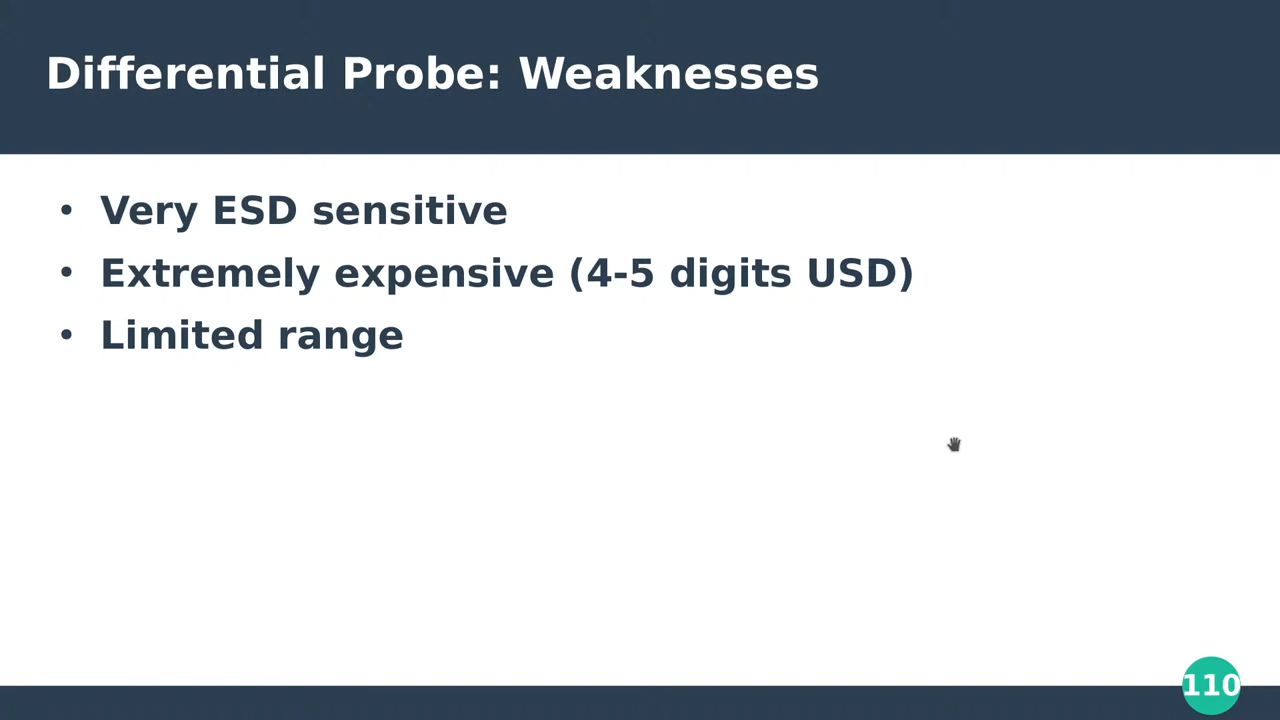 Differential Probe: Weaknesses
• Very ESD sensitive
• Extremely expensive (4-5 digits USD)
• Limited range
110